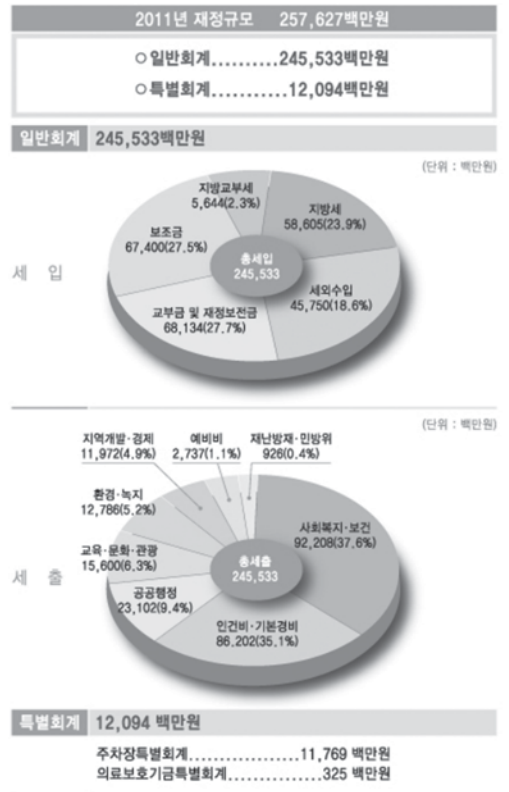 2011년 재정규모 257,627백만원
○일반회계..........245,533백만원
○특별회계...........12,094백만원
일반회계 245,533백만원
(단위 : 백만원)
세 입
지방교부세
5,644(2.3%)
지방세
58,605(23.9%)
보조금
67,400(27.5%)
총세입
245,533
세외수입
45,750(18.6%)
교부금 및 재정보전금
68,134(27.7%)
(단위 : 백만원)
세 출
지역개발·경제
11,972(4.9%)
예비비
2,737(1.1%)
재난방재·민방위
926(0.4%)
환경·녹지
12,786(5.2%)
사회복지·보건
92,208(37.6%)
교육·문화·관광
15,600(6.3%)
총세출
245,533
공공행정
23,102(9.4%)
인건비·기본경비
86,202(35.1%)
특별회계 12,094 백만원
주차장특별회계...................11,769 백만원
의료보호기금특별회계................325 백만원